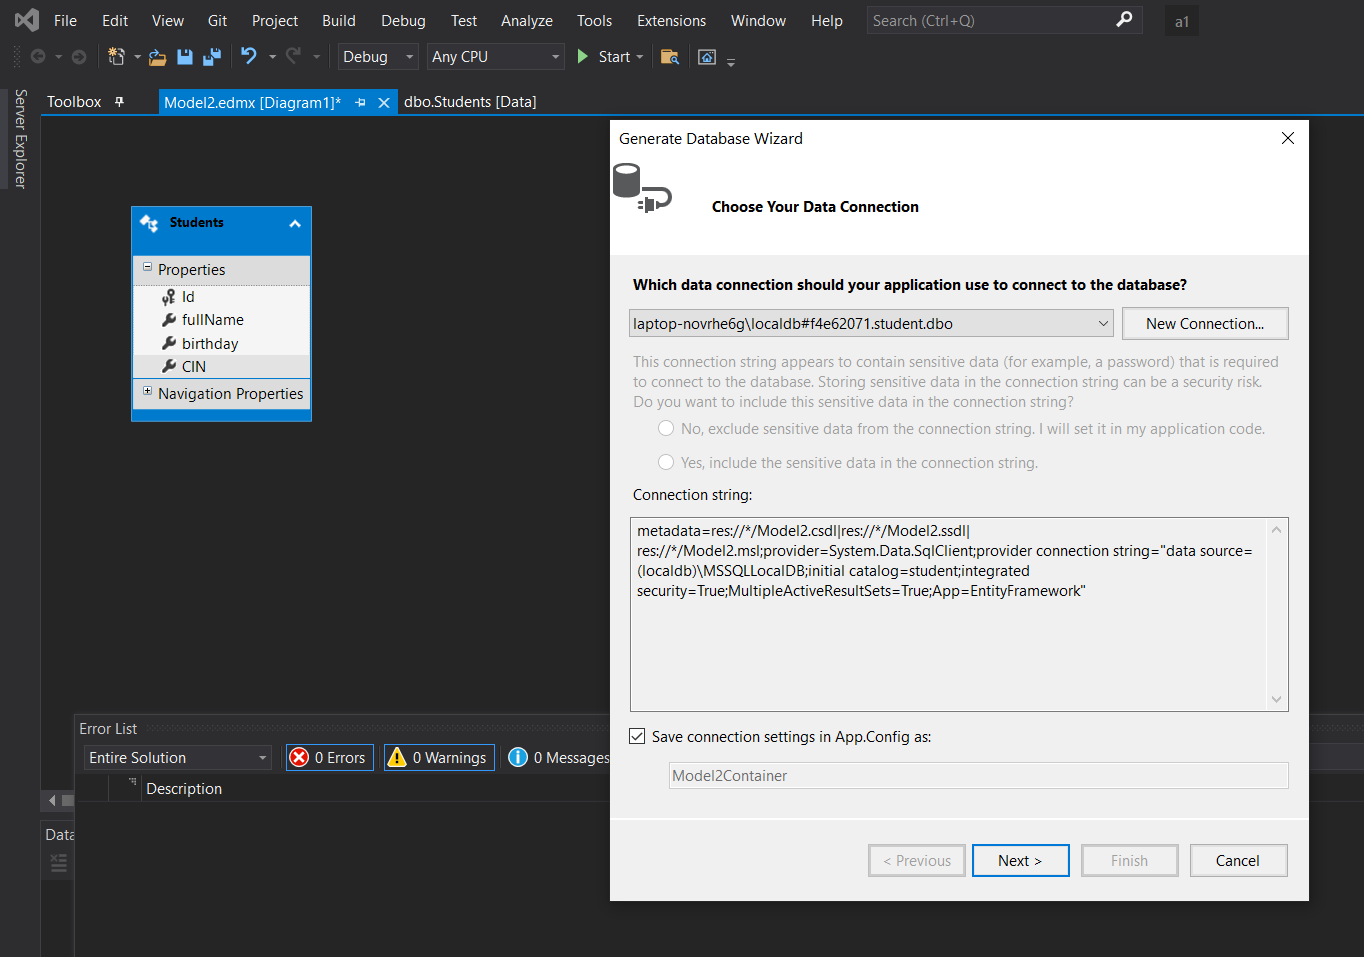 File Edit View Git Project Build Debug Test Analyze Tools Extensions Window Help Search (Ctrl+Q) a1
Debug Any CPU Start
Server Explorer
Toolbox Model2.edmx [Diagram1]* dbo.Students [Data]
Students
Properties
Id
fullName
birthday
CIN
Navigation Properties
Generate Database Wizard
Choose Your Data Connection
Which data connection should your application use to connect to the database?
laptop-novrhe6g\localdb#f4e62071.student.dbo New Connection...
This connection string appears to contain sensitive data (for example, a password) that is required
to connect to the database. Storing sensitive data in the connection string can be a security risk.
Do you want to include this sensitive data in the connection string?
No, exclude sensitive data from the connection string. I will set it in my application code.
Yes, include the sensitive data in the connection string.
Connection string:
metadata=res://*/Model2.csdl|res://*/Model2.ssdl|
res://*/Model2.msl;provider=System.Data.SqlClient;provider connection string="data source=
(localdb)\MSSQLLocalDB;initial catalog=student;integrated
security=True;MultipleActiveResultSets=True;App=EntityFramework"
Save connection settings in App.Config as:
Model2Container
< Previous Next > Finish Cancel
Error List
Entire Solution 0 Errors 0 Warnings 0 Messages
Description
Data